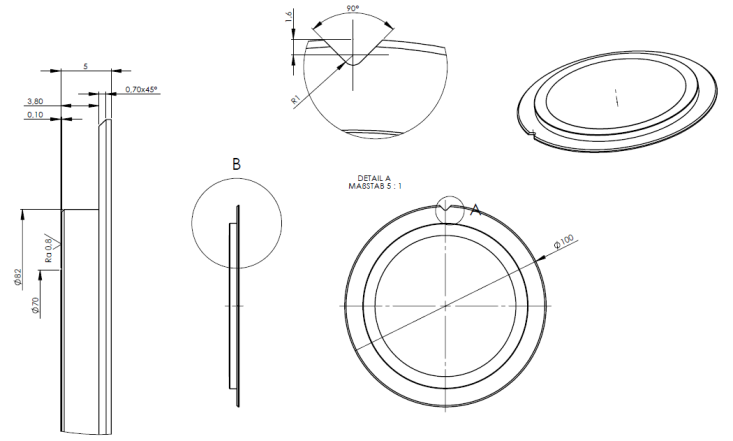 90°
1.6
R1
5
0,70x45°
3,80
0,10
B
DETAIL A
MAßSTAB 5 : 1
A
Ø100
Ra 0,8
Ø82
Ø70